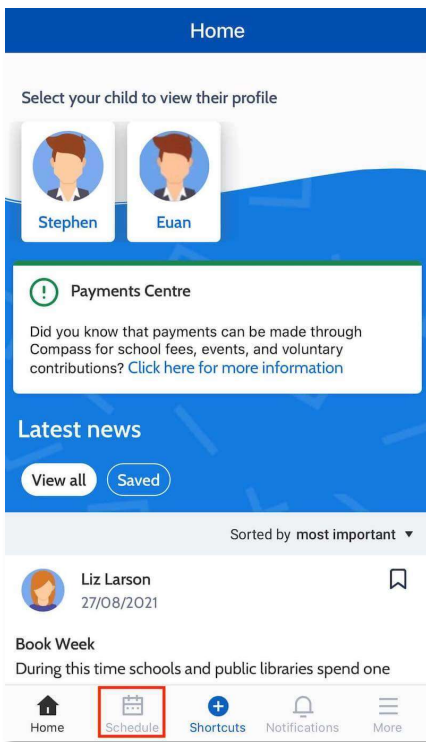 Home
Select your child to view their profile
Stephen
Euan
Payments Centre
Did you know that payments can be made through
Compass for school fees, events, and voluntary
contributions? Click here for more information
Latest news
View all
Saved
Sorted by most important
Liz Larson
27/08/2021
Book Week
During this time schools and public libraries spend one
Home
Schedule
Shortcuts
Notifications
More